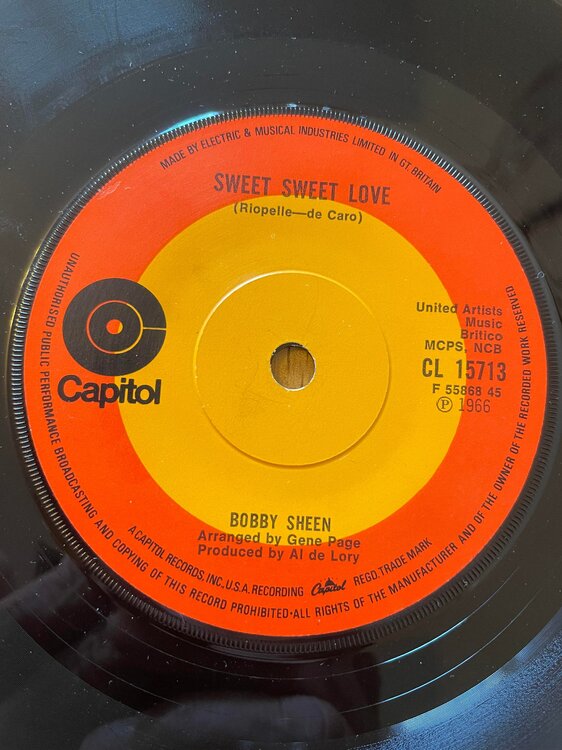 MADE BY ELECTRIC & MUSICAL INDUSTRIES LIMITED IN GT. BRITAIN
SWEET SWEET LOVE
(Riopelle—de Caro)
Capitol
United Artists
Music
Britico
MCPS, NCB
CL 15713
F 55868 45
Ⓟ 1966
BOBBY SHEEN
Arranged by Gene Page
Produced by Al de Lory
A CAPITOL RECORDS, INC., U.S.A. RECORDING Capitol REGD. TRADE MARK
UNAUTHORISED PUBLIC PERFORMANCE BROADCASTING AND COPYING OF THIS RECORD PROHIBITED·ALL RIGHTS OF THE MANUFACTURER AND OF THE OWNER OF THE RECORDED WORK RESERVED